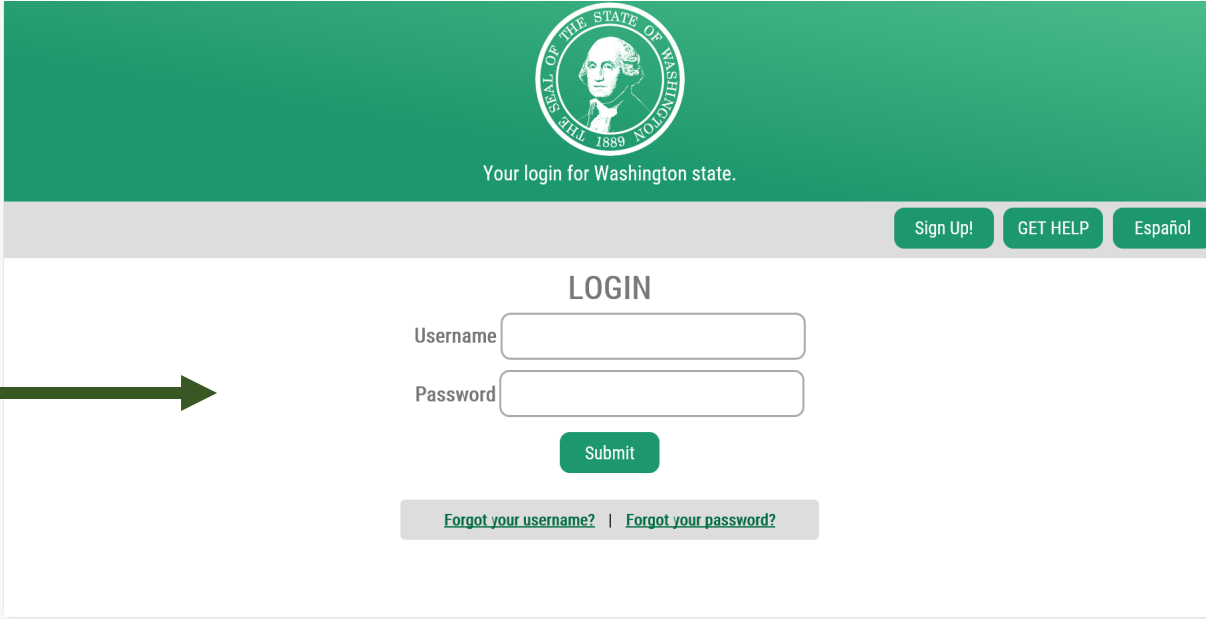 THE SEAL OF THE STATE OF WASHINGTON
1889
Your login for Washington state.
Sign Up! GET HELP Español
LOGIN
Username
Password
Submit
Forgot your username? | Forgot your password?